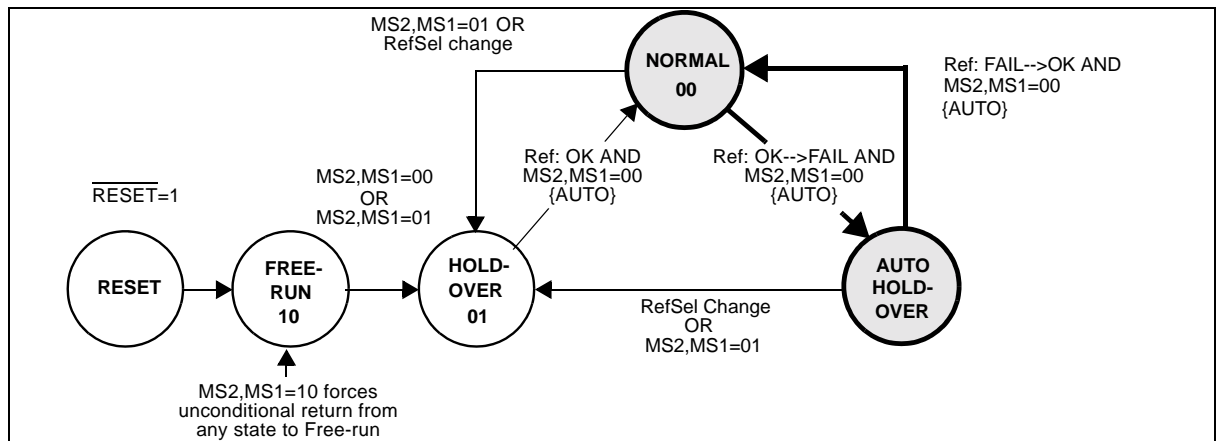 MS2,MS1=01 OR
RefSel change
NORMAL
00
Ref: FAIL-->OK AND
MS2,MS1=00
{AUTO}
Ref: OK AND
MS2,MS1=00
{AUTO}
Ref: OK-->FAIL AND
MS2,MS1=00
{AUTO}
RESET=1
MS2,MS1=00
OR
MS2,MS1=01
RESET
FREE-
RUN
10
HOLD-
OVER
01
AUTO
HOLD-
OVER
RefSel Change
OR
MS2,MS1=01
MS2,MS1=10 forces
unconditional return from
any state to Free-run